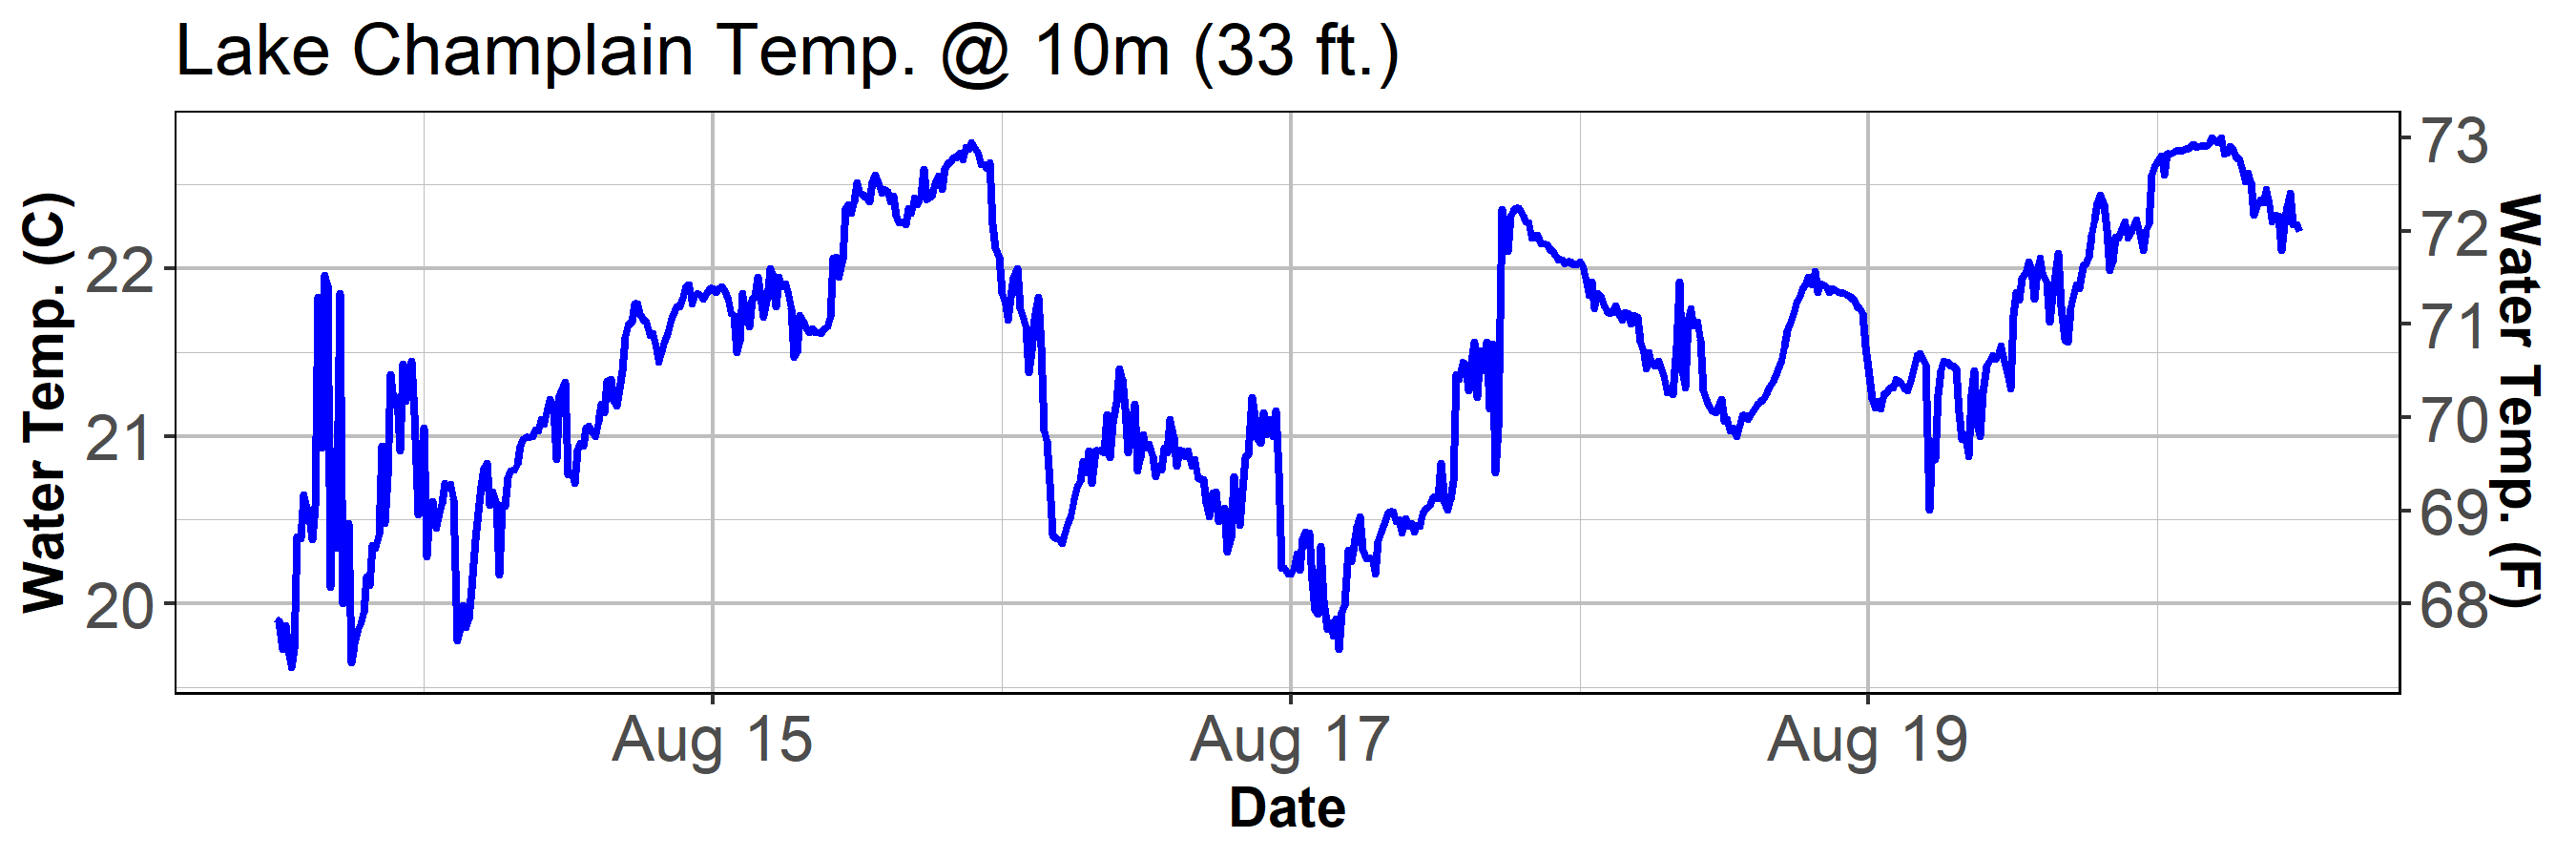 Lake Champlain Temp. @ 10m (33 ft.)
Water Temp. (C)
22
21
20
73
72
71
70
69
68
Water Temp. (F)
Aug 15
Aug 17
Aug 19
Date